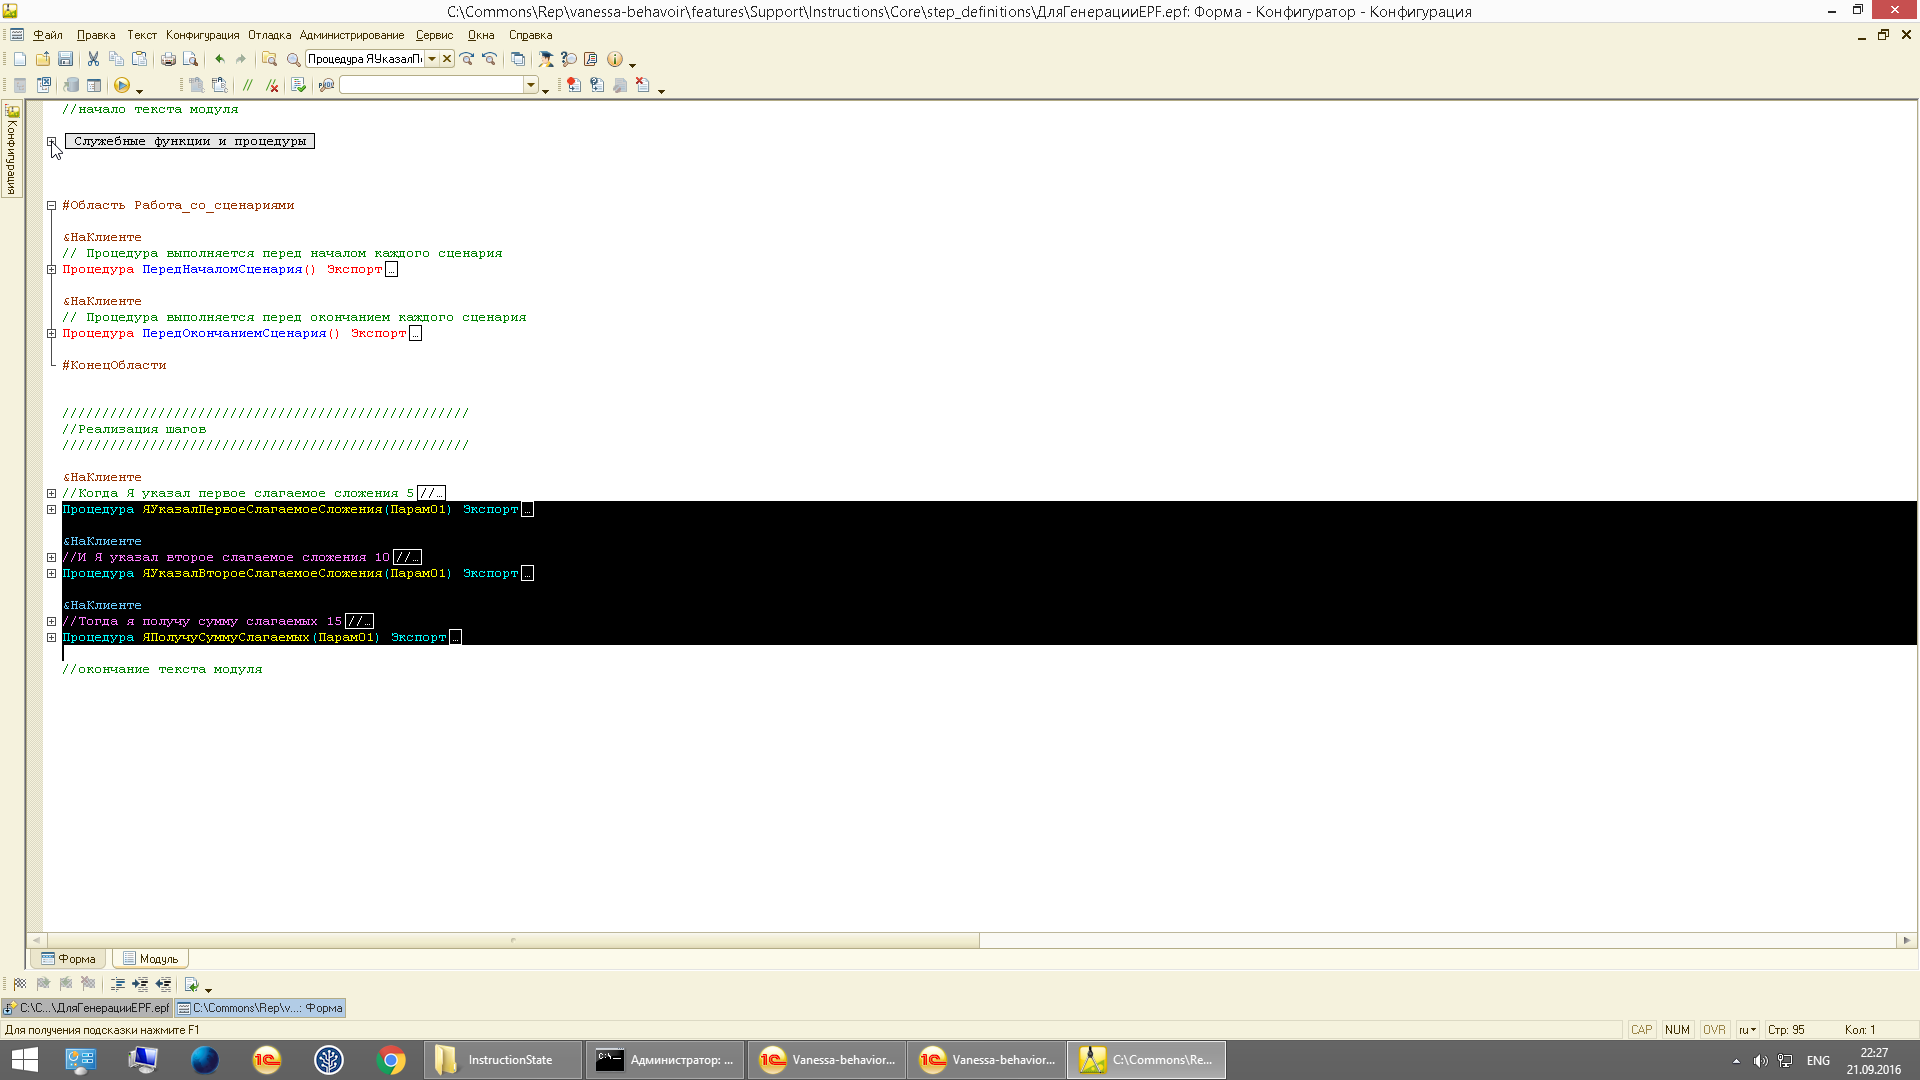 C:\Commons\Rep\vanessa-behavoir\features\Support\Instructions\Core\step_definitions\ДляГенерацииEPF.epf: Форма - Конфигуратор - Конфигурация
Файл Правка Текст Конфигурация Отладка Администрирование Сервис Окна Справка
Процедура ЯУказалП
Конфигурация
//начало текста модуля
Служебные функции и процедуры
#Область Работа_со_сценариями
&НаКлиенте
// Процедура выполняется перед началом каждого сценария
Процедура ПередНачаломСценария() Экспорт…
&НаКлиенте
// Процедура выполняется перед окончанием каждого сценария
Процедура ПередОкончаниемСценария() Экспорт…
#КонецОбласти
///////////////////////////////////////////////////
//Реализация шагов
///////////////////////////////////////////////////
&НаКлиенте
//Когда Я указал первое слагаемое сложения 5 //…
Процедура ЯУказалПервоеСлагаемоеСложения(Парам01) Экспорт…
&НаКлиенте
//И Я указал второе слагаемое сложения 10 //…
Процедура ЯУказалВтороеСлагаемоеСложения(Парам01) Экспорт…
&НаКлиенте
//Тогда я получу сумму слагаемых 15 //…
Процедура ЯПолучуСуммуСлагаемых(Парам01) Экспорт…
//окончание текста модуля
Форма Модуль
C:\C...\ДляГенерацииEPF.epf C:\Commons\Rep\v...: Форма
Для получения подсказки нажмите F1 CAP NUM OVR ru Стр: 95 Кол: 1
InstructionState Администратор: ... Vanessa-behavior... Vanessa-behavior... C:\Commons\Re... ENG 22:27
21.09.2016